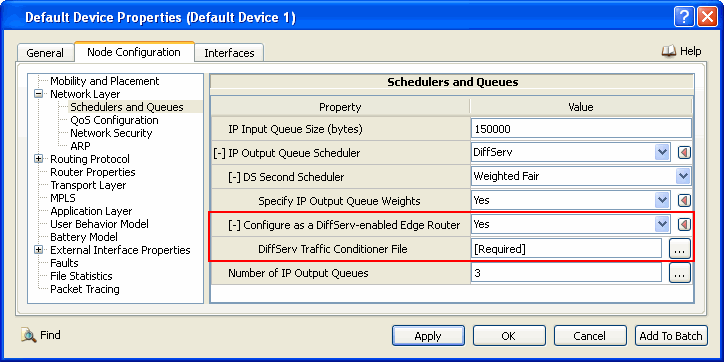 Default Device Properties (Default Device 1)
General
Node Configuration
Interfaces
Help
Mobility and Placement
Network Layer
Schedulers and Queues
QoS Configuration
Network Security
ARP
Routing Protocol
Router Properties
Transport Layer
MPLS
Application Layer
User Behavior Model
Battery Model
External Interface Properties
Faults
File Statistics
Packet Tracing
Schedulers and Queues
Property Value
IP Input Queue Size (bytes) 150000
[-] IP Output Queue Scheduler DiffServ
[-] DS Second Scheduler Weighted Fair
Specify IP Output Queue Weights Yes
[-] Configure as a DiffServ-enabled Edge Router Yes
DiffServ Traffic Conditioner File [Required] ...
Number of IP Output Queues 3 ...
Find
Apply
OK
Cancel
Add To Batch